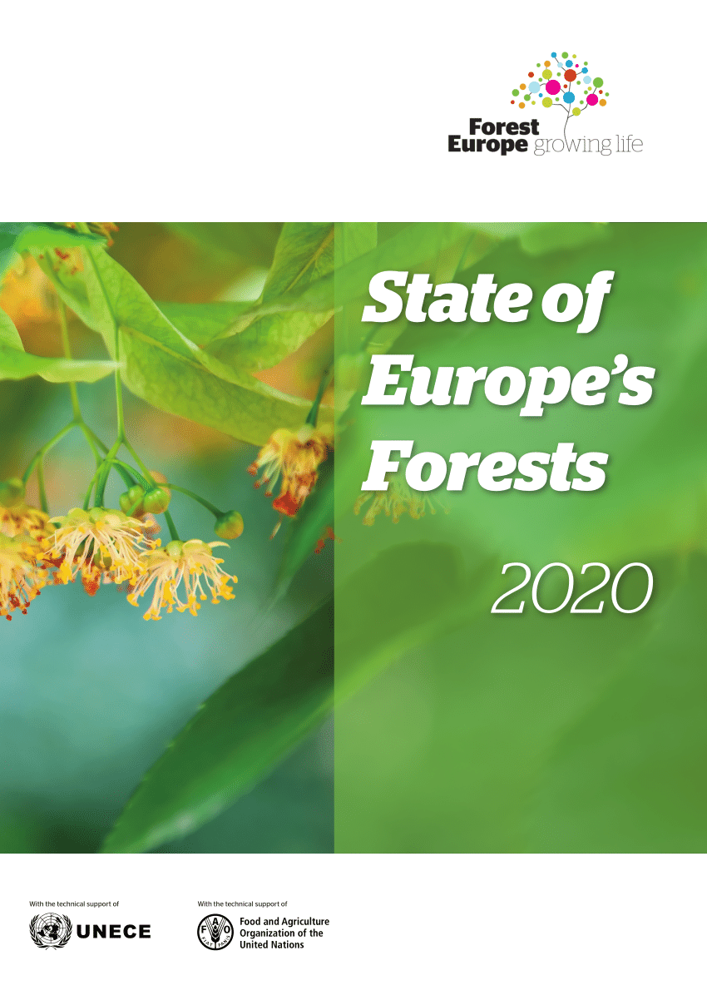 Forest
Europe growing life
State of
Europe's
Forests
2020
With the technical support of
UNECE
With the technical support of
F A O
FIAT PANIS
Food and Agriculture
Organization of the
United Nations